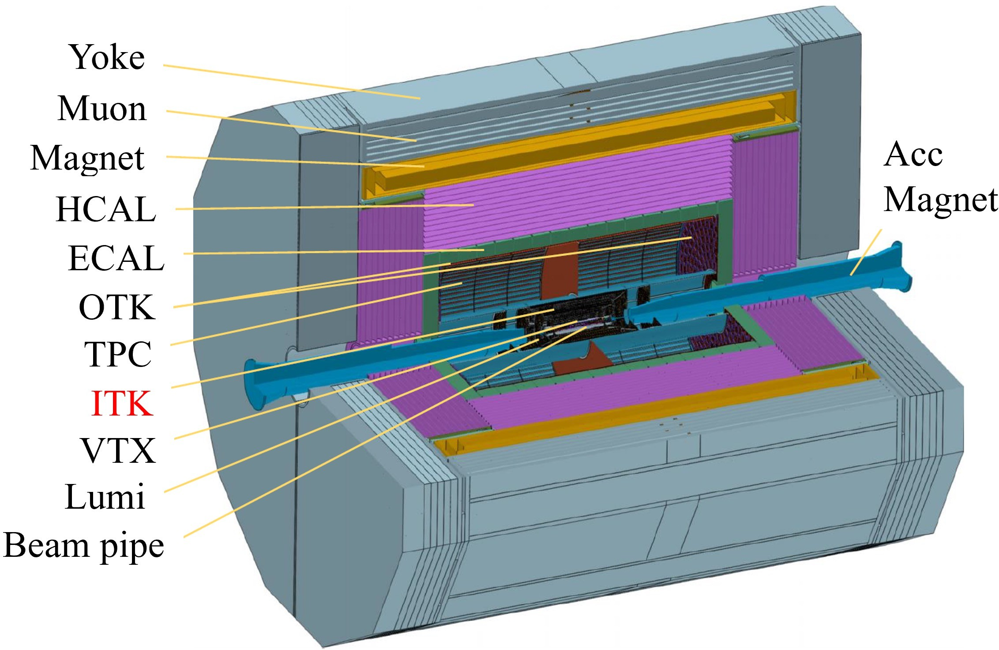 Yoke
Muon
Magnet
HCAL
ECAL
OTK
TPC
ITK
VTX
Lumi
Beam pipe
Acc
Magnet